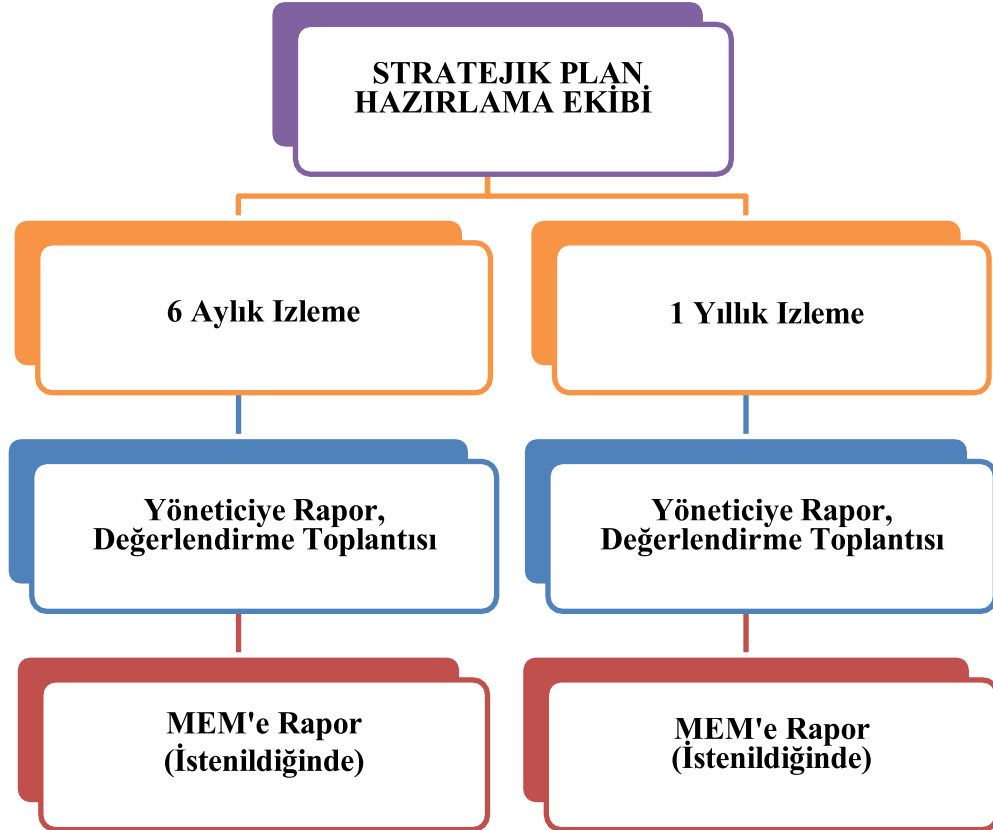 STRATEJIK PLAN
HAZIRLAMA EKİBİ
6 Aylık Izleme
1 Yıllık Izleme
Yöneticiye Rapor,
Değerlendirme Toplantısı
Yöneticiye Rapor,
Değerlendirme Toplantısı
MEM'e Rapor
(İstenildiğinde)
MEM'e Rapor
(İstenildiğinde)